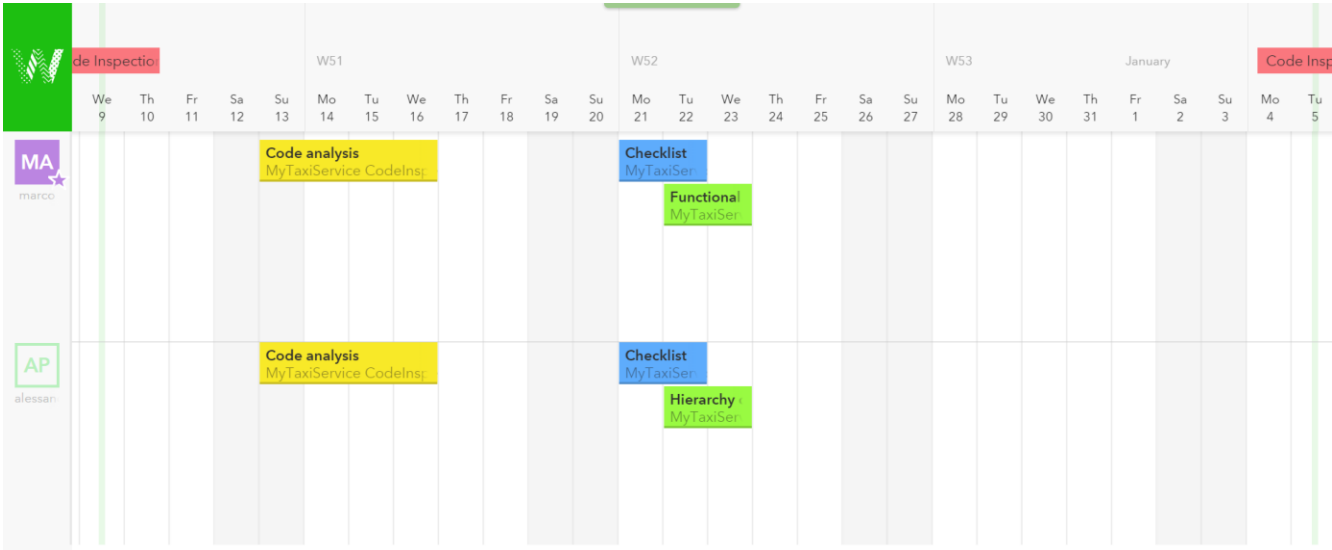 W
de Inspectio
W51
W52
W53
January
Code Insp
We Th Fr Sa Su Mo Tu We Th Fr Sa Su Mo Tu We Th Fr Sa Su Mo Tu We Th Fr Sa Su Mo Tu
9 10 11 12 13 14 15 16 17 18 19 20 21 22 23 24 25 26 27 28 29 30 31 1 2 3 4 5
MA
marco
Code analysis
MyTaxiService CodeInsp
Checklist
MyTaxiSer
Functional
MyTaxiSer
AP
alessan
Code analysis
MyTaxiService CodeInsp
Checklist
MyTaxiSer
Hierarchy
MyTaxiSer